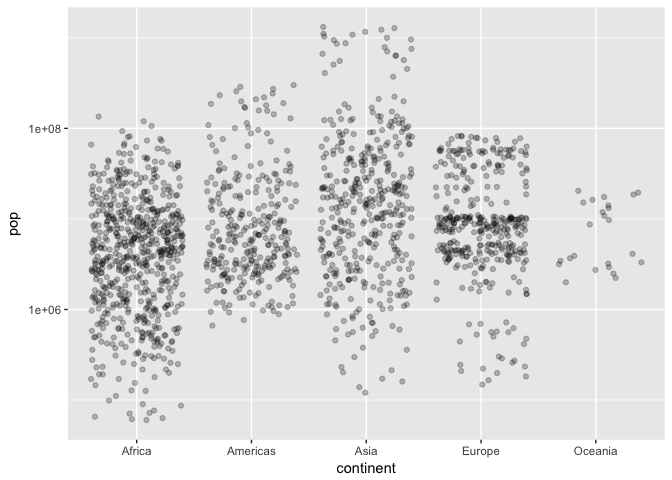 pop
1e+08
1e+06
Africa
Americas
Asia
Europe
Oceania
continent